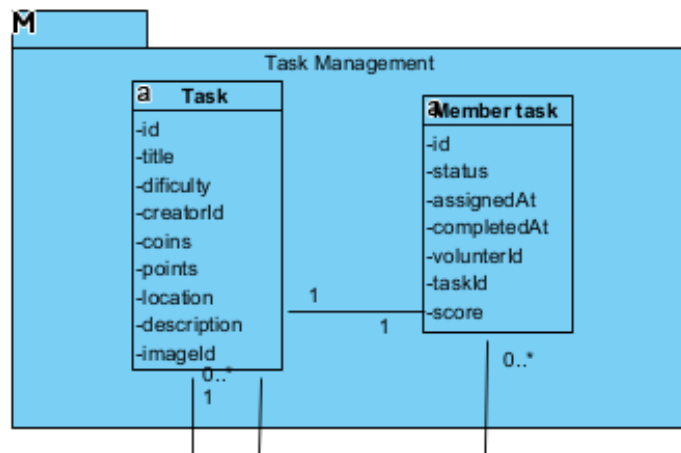 M
Task Management
a Task
-id
-title
-dificulty
-creatorId
-coins
-points
-location
-description
-imageId
0..*
1
1
1
a Member task
-id
-status
-assignedAt
-completedAt
-volunterId
-taskId
-score
0..*